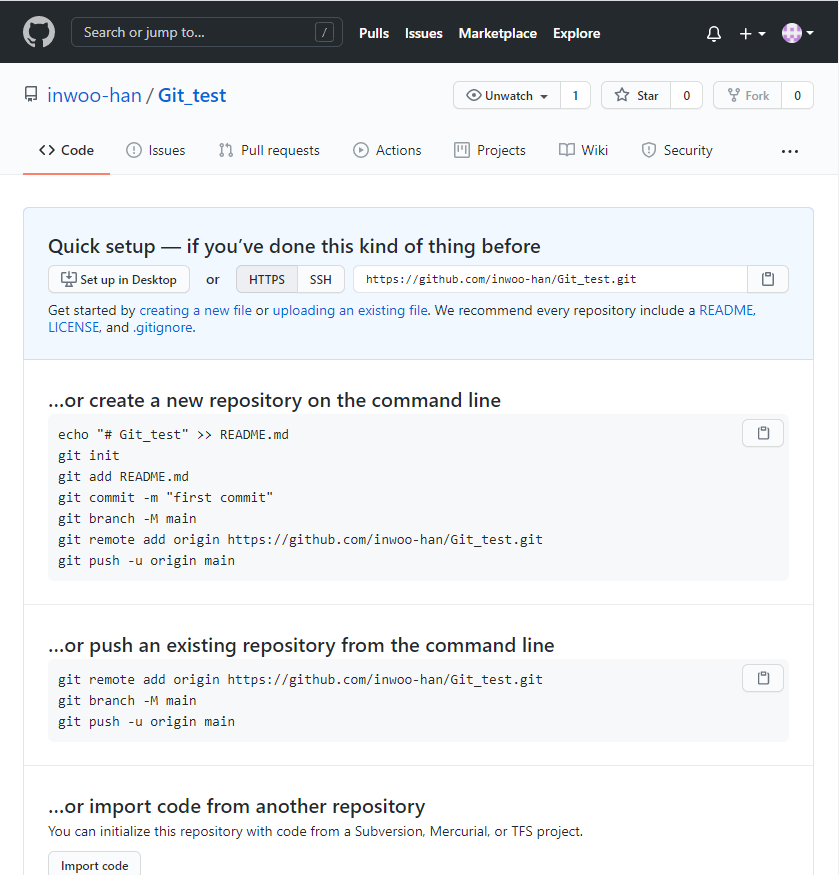 Search or jump to... / Pulls Issues Marketplace Explore
inwoo-han / Git_test Unwatch 1 Star 0 Fork 0
Code Issues Pull requests Actions Projects Wiki Security ...
Quick setup — if you’ve done this kind of thing before
Set up in Desktop or HTTPS SSH https://github.com/inwoo-han/Git_test.git
Get started by creating a new file or uploading an existing file. We recommend every repository include a README,
LICENSE, and .gitignore.
…or create a new repository on the command line
echo "# Git_test" >> README.md
git init
git add README.md
git commit -m "first commit"
git branch -M main
git remote add origin https://github.com/inwoo-han/Git_test.git
git push -u origin main
…or push an existing repository from the command line
git remote add origin https://github.com/inwoo-han/Git_test.git
git branch -M main
git push -u origin main
…or import code from another repository
You can initialize this repository with code from a Subversion, Mercurial, or TFS project.
Import code